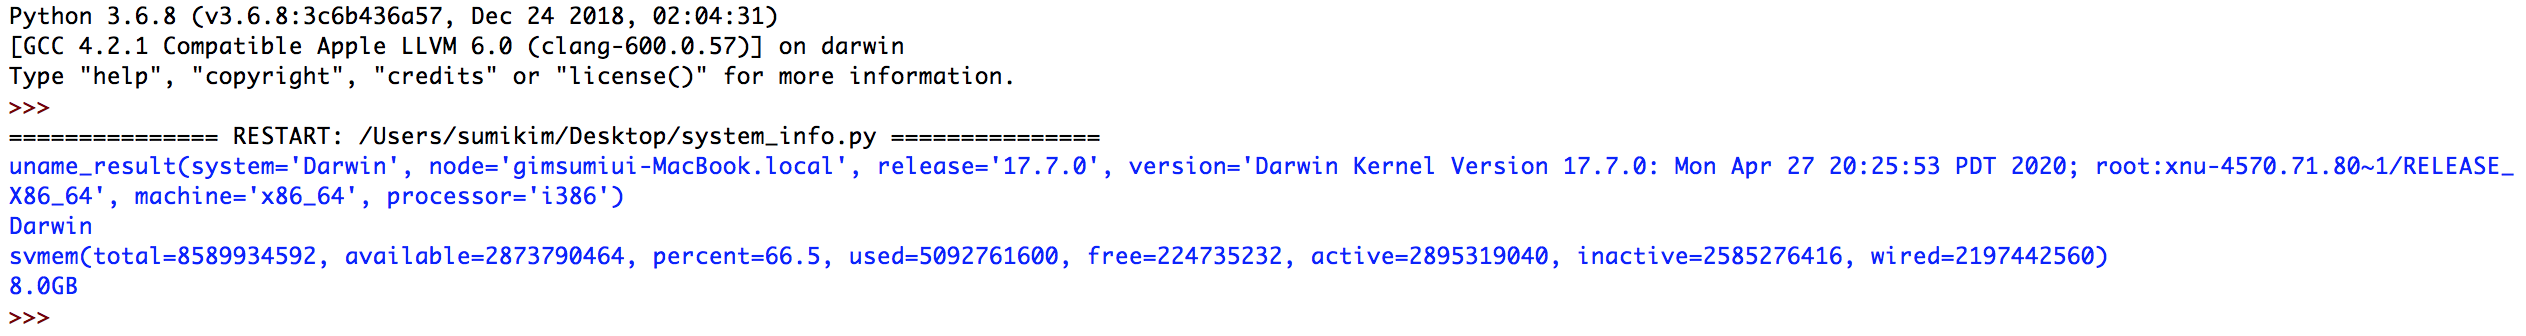 Python 3.6.8 (v3.6.8:3c6b436a57, Dec 24 2018, 02:04:31)
[GCC 4.2.1 Compatible Apple LLVM 6.0 (clang-600.0.57)] on darwin
Type "help", "copyright", "credits" or "license()" for more information.
>>>
=============== RESTART: /Users/sumikim/Desktop/system_info.py ===============
uname_result(system='Darwin', node='gimsumiui-MacBook.local', release='17.7.0', version='Darwin Kernel Version 17.7.0: Mon Apr 27 20:25:53 PDT 2020; root:xnu-4570.71.80~1/RELEASE_
X86_64', machine='x86_64', processor='i386')
Darwin
svmem(total=8589934592, available=2873790464, percent=66.5, used=5092761600, free=224735232, active=2895319040, inactive=2585276416, wired=2197442560)
8.0GB
>>>